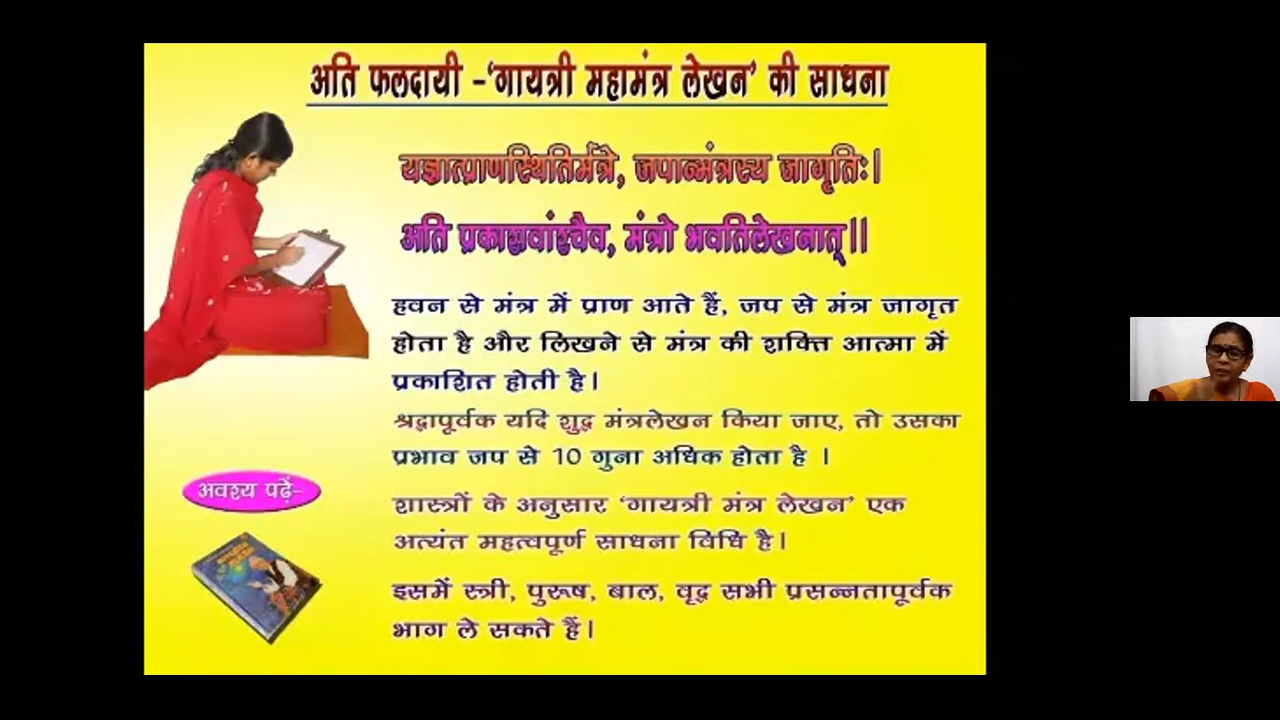 अति फलदायी -‘गायत्री महामंत्र लेखन’ की साधना
यज्ञात्प्राणस्थितिर्मंत्रे, जपान्मंत्रस्य जागृतिः।
अति प्रकाशवांश्चैव, मंत्रो भवतिलेखनात्।।
हवन से मंत्र में प्राण आते हैं, जप से मंत्र जागृत
होता है और लिखने से मंत्र की शक्ति आत्मा में
प्रकाशित होती है।
श्रद्धापूर्वक यदि शुद्ध मंत्रलेखन किया जाए, तो उसका
प्रभाव जप से 10 गुना अधिक होता है ।
अवश्य पढ़ें-
शास्त्रों के अनुसार ‘गायत्री मंत्र लेखन’ एक
अत्यंत महत्वपूर्ण साधना विधि है।
इसमें स्त्री, पुरूष, बाल, वृद्ध सभी प्रसन्नतापूर्वक
भाग ले सकते हैं।